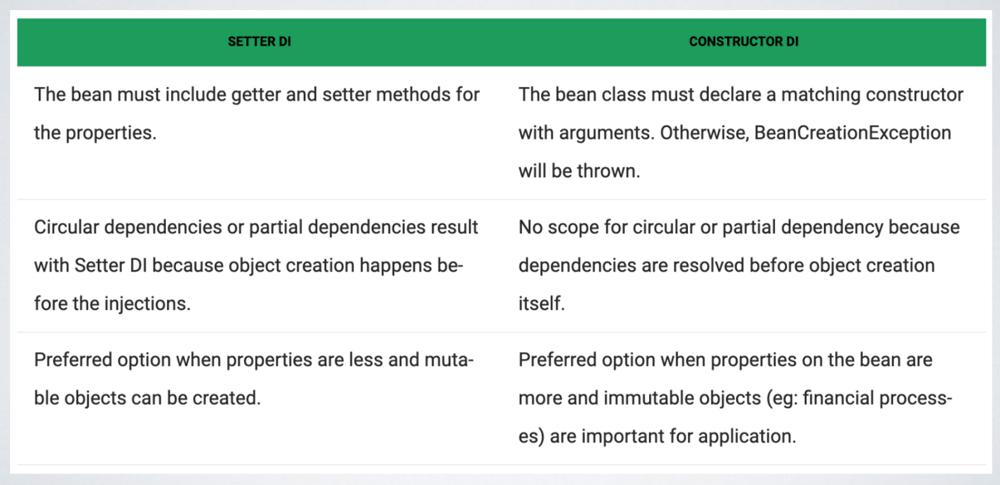 SETTER DI
CONSTRUCTOR DI
The bean must include getter and setter methods for
the properties.
The bean class must declare a matching constructor
with arguments. Otherwise, BeanCreationException
will be thrown.
Circular dependencies or partial dependencies result
with Setter DI because object creation happens be-
fore the injections.
No scope for circular or partial dependency because
dependencies are resolved before object creation
itself.
Preferred option when properties are less and muta-
ble objects can be created.
Preferred option when properties on the bean are
more and immutable objects (eg: financial process-
es) are important for application.